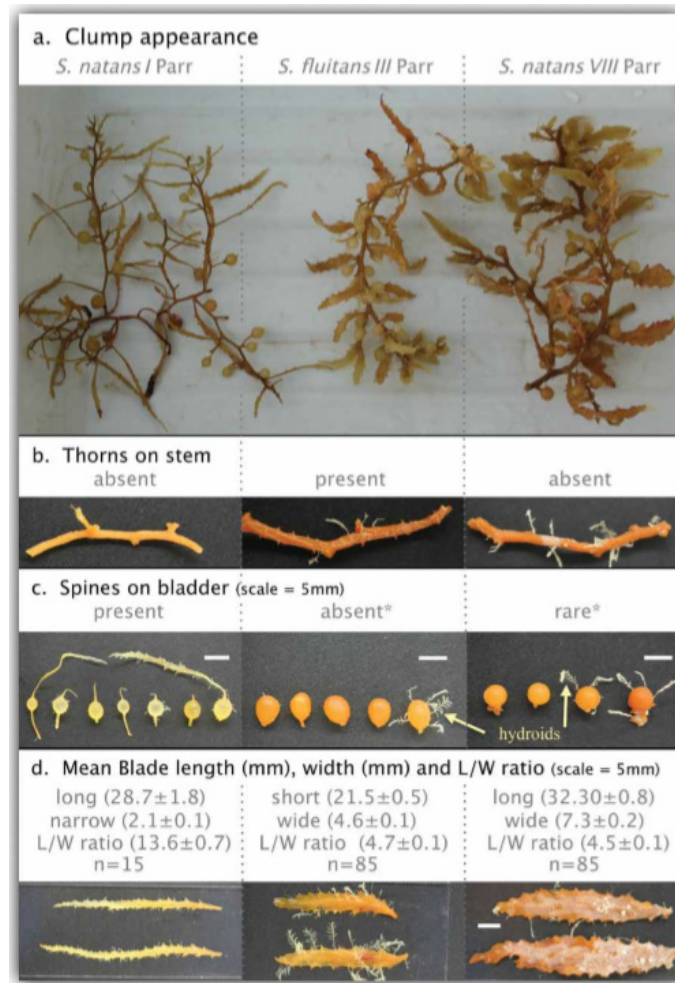 a. Clump appearance
S. natans I Parr S. fluitans III Parr S. natans VIII Parr
b. Thorns on stem
absent present absent
c. Spines on bladder (scale = 5mm)
present absent* rare*
hydroids
d. Mean Blade length (mm), width (mm) and L/W ratio (scale = 5mm)
long (28.7±1.8) short (21.5±0.5) long (32.30±0.8)
narrow (2.1±0.1) wide (4.6±0.1) wide (7.3±0.2)
L/W ratio (13.6±0.7) L/W ratio (4.7±0.1) L/W ratio (4.5±0.1)
n=15 n=85 n=85